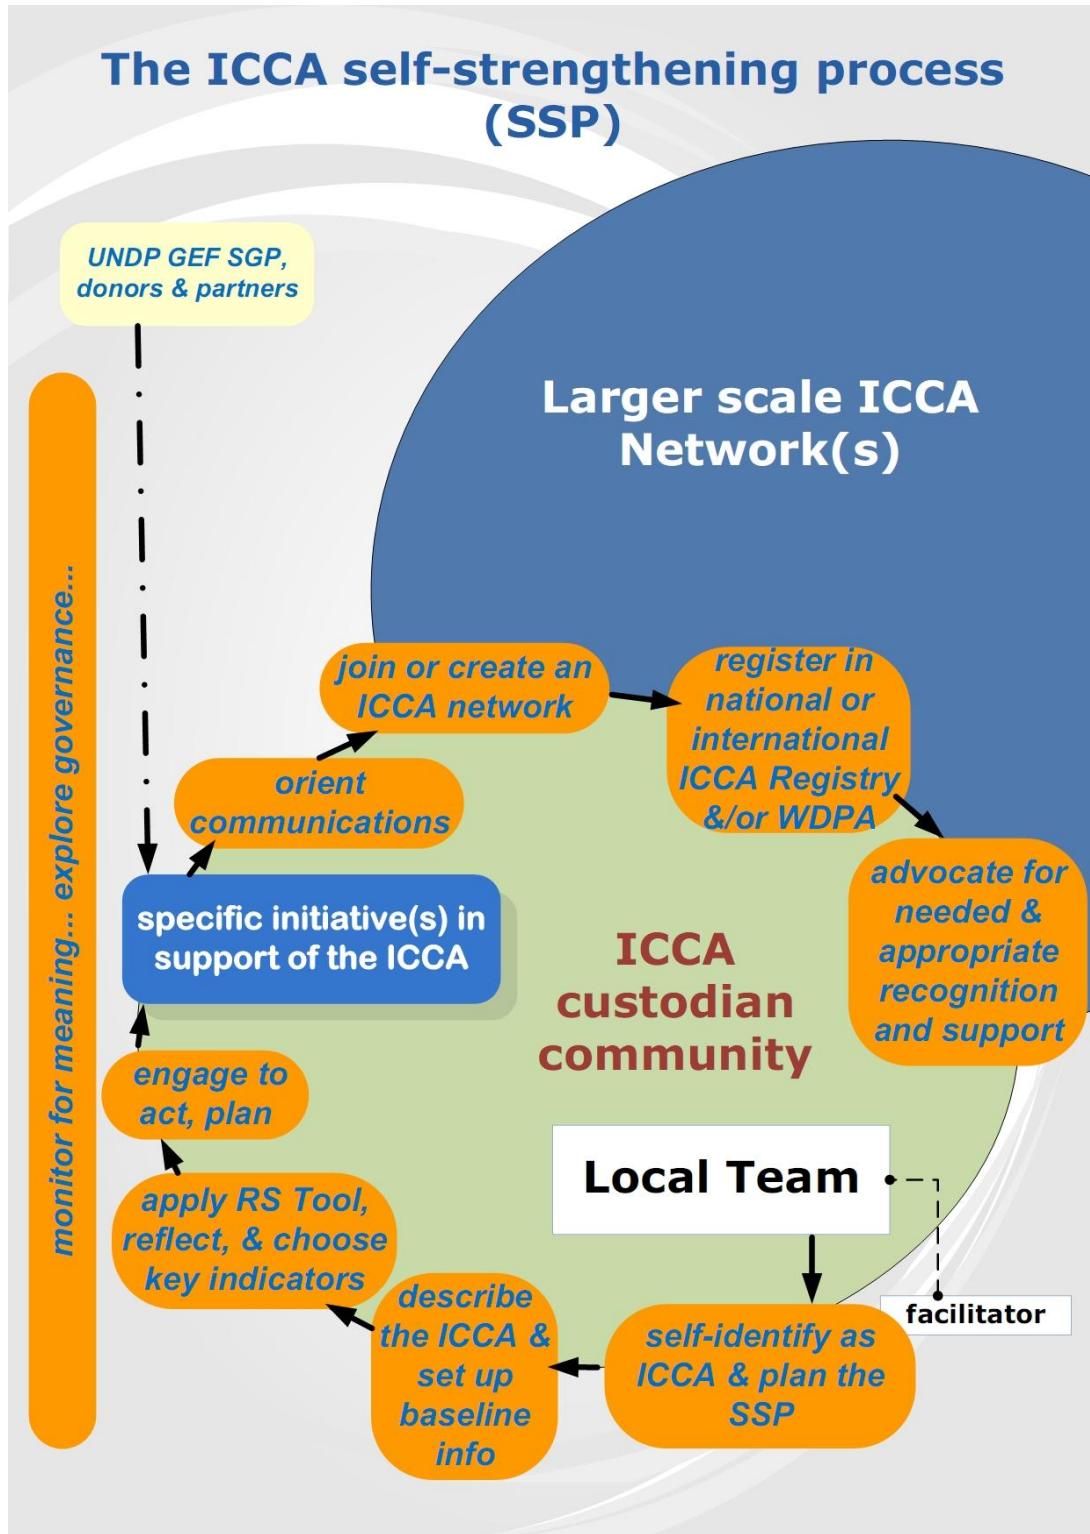 The ICCA self-strengthening process
(SSP)
UNDP GEF SGP,
donors & partners
Larger scale ICCA
Network(s)
monitor for meaning... explore governance...
join or create an
ICCA network
register in
national or
international
ICCA Registry
&/or WDPA
orient
communications
advocate for
needed &
appropriate
recognition
and support
specific initiative(s) in
support of the ICCA
ICCA
custodian
community
engage to
act, plan
Local Team
apply RS Tool,
reflect, & choose
key indicators
facilitator
describe
the ICCA &
set up
baseline
info
self-identify as
ICCA & plan the
SSP